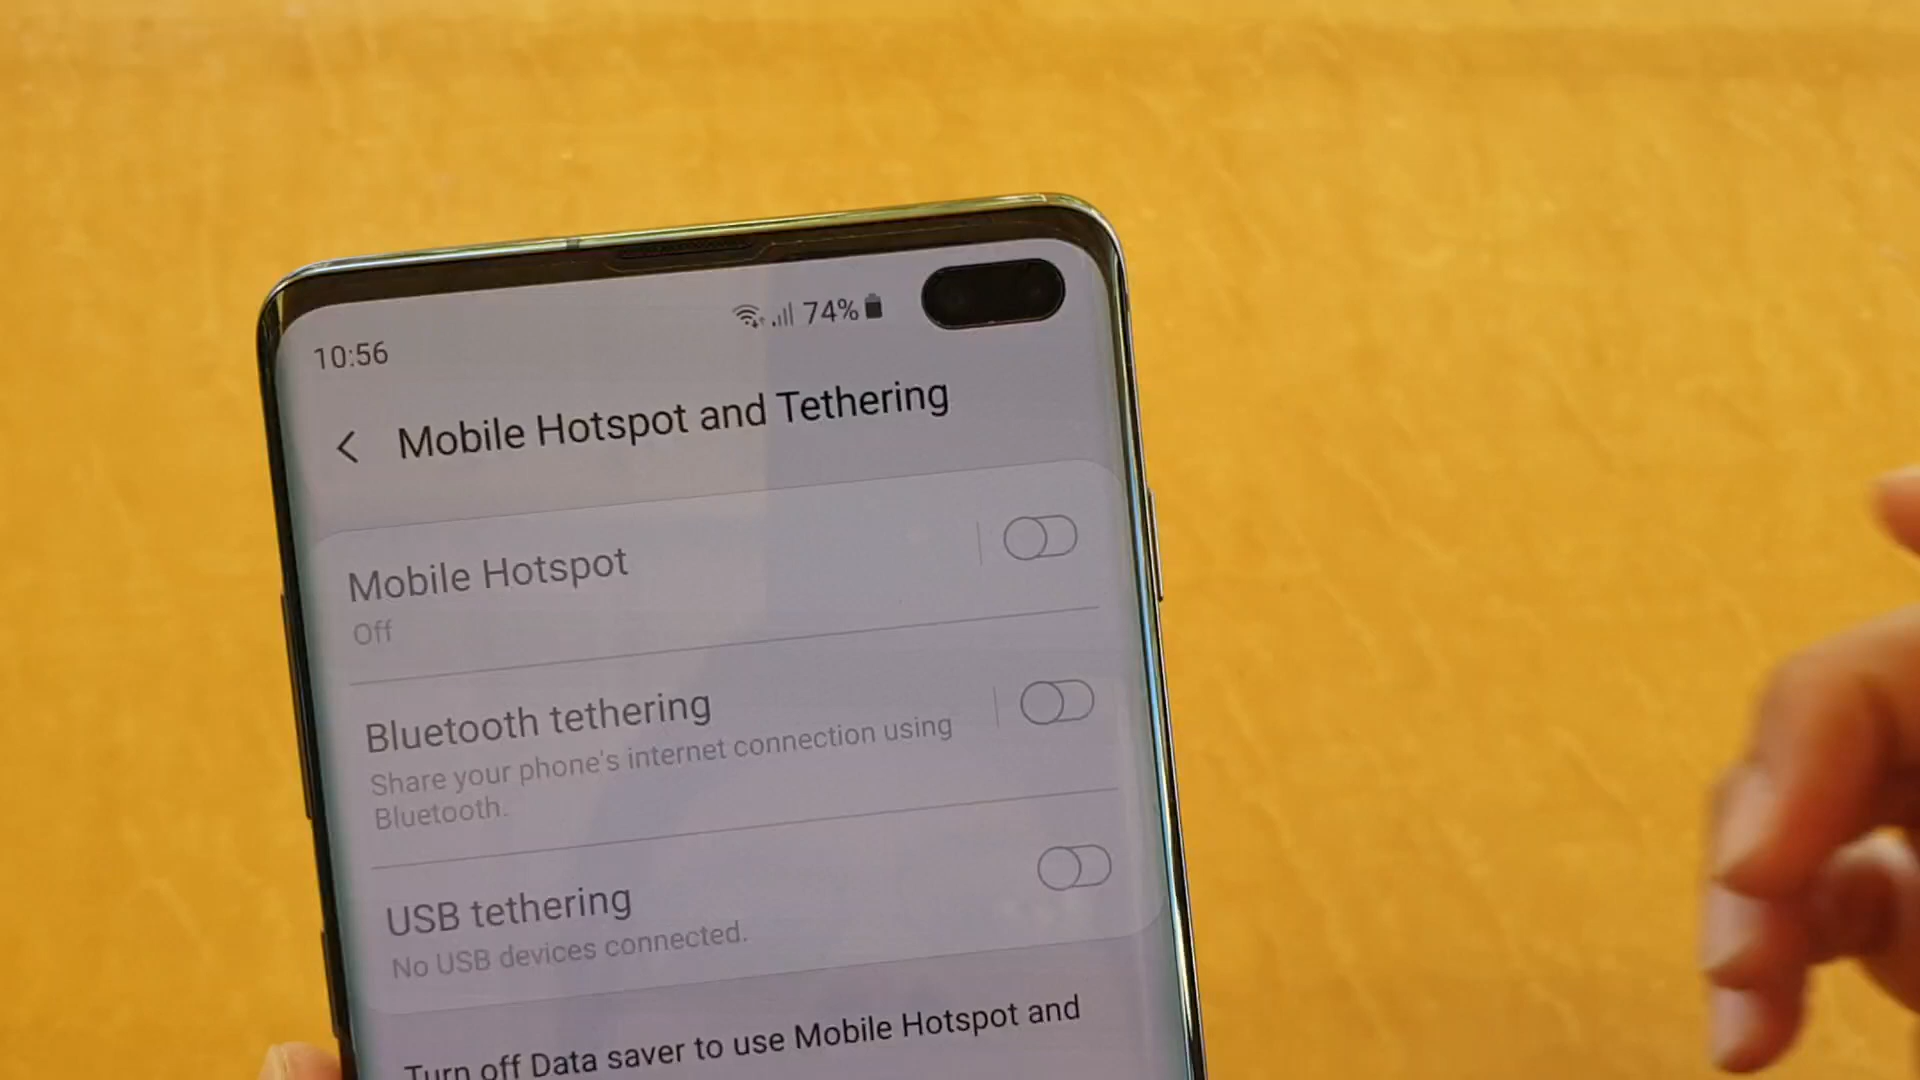 74%
10:56
Mobile Hotspot and Tethering
Mobile Hotspot
Off
Bluetooth tethering
Share your phone's internet connection using
Bluetooth.
USB tethering
No USB devices connected.
Turn off Data saver to use Mobile Hotspot and